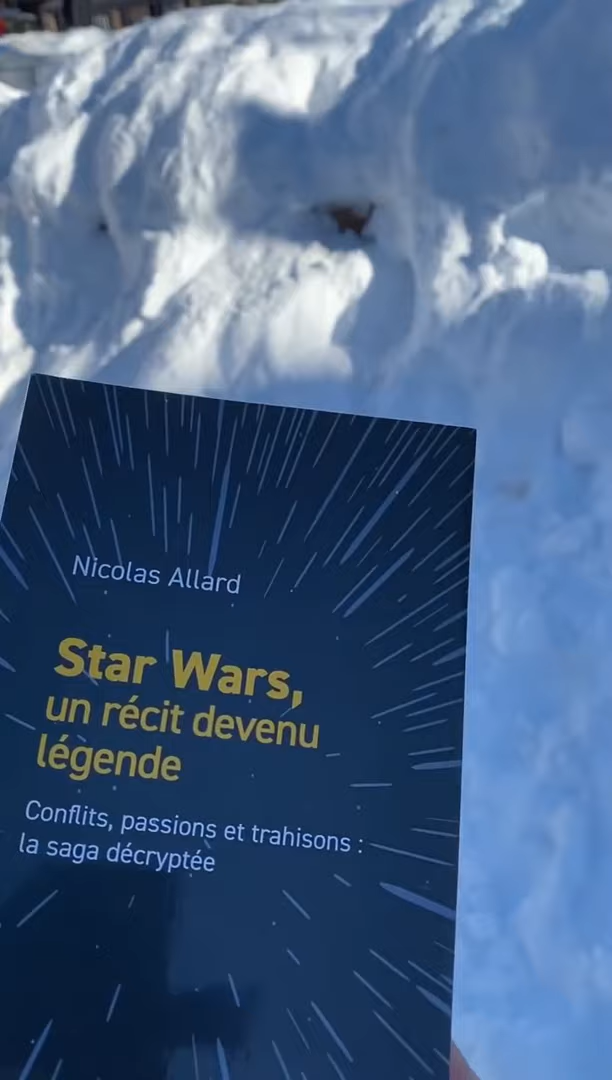 Nicolas Allard
Star Wars,
un récit devenu
légende
Conflits, passions et trahisons :
la saga décryptée